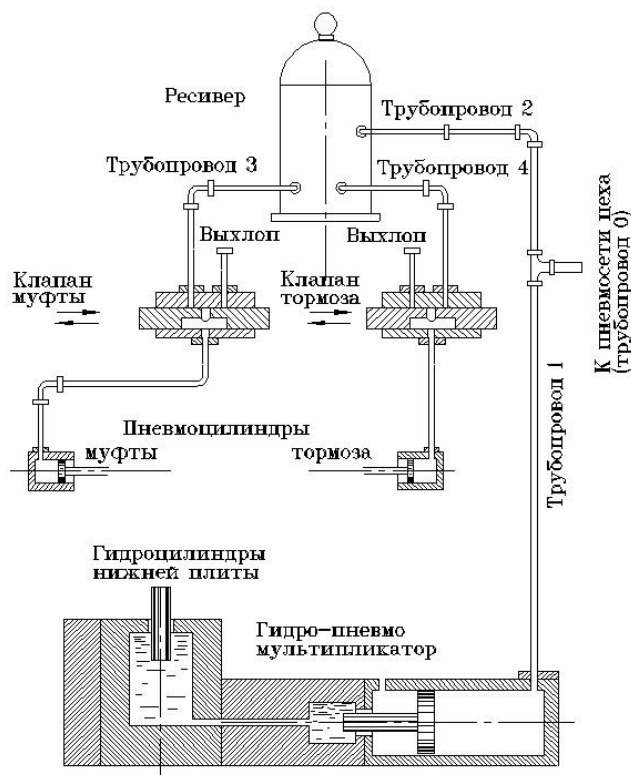 Ресивер
Трубопровод 2
Трубопровод 3
Трубопровод 4
Выхлоп
Выхлоп
Клапан
муфты
Клапан
тормоза
К пневмосети цеха
(трубопровод 0)
Трубопровод 1
Пневмоцилиндры
муфты
тормоза
Гидроцилиндры
нижней плиты
Гидро-пневмо
мультипликатор